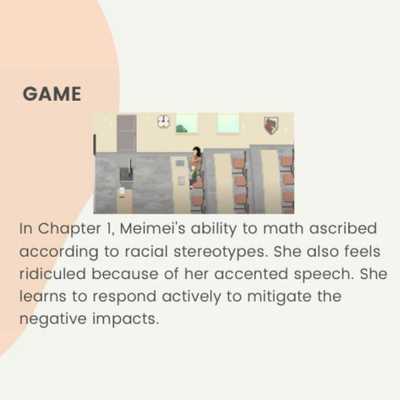 GAME
In Chapter 1, Meimei's ability to math ascribed
according to racial stereotypes. She also feels
ridiculed because of her accented speech. She
learns to respond actively to mitigate the
negative impacts.